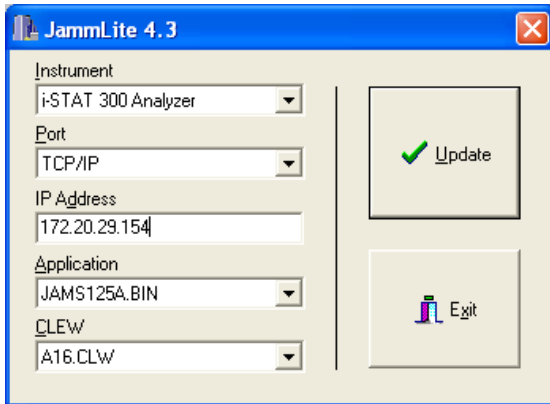 JammLite 4.3
Instrument
i-STAT 300 Analyzer
Port
TCP/IP
IP Address
172.20.29.154
Application
JAMS125A.BIN
CLEW
A16.CLW
Update
Exit